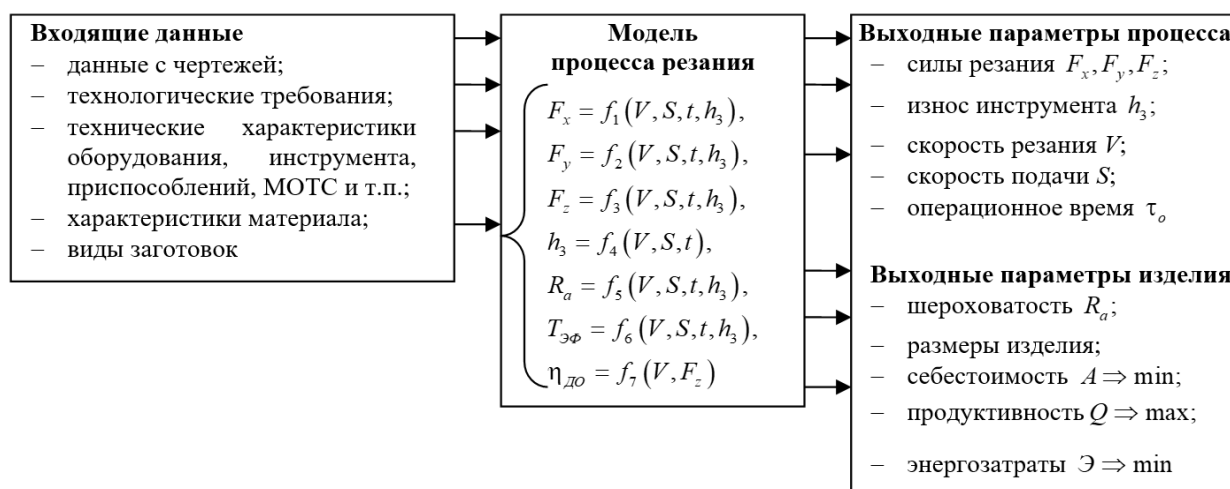 Входящие данные
– данные с чертежей;
– технологические требования;
– технические характеристики
оборудования, инструмента,
приспособлений, МОТС и т.п.;
– характеристики материала;
– виды заготовок
Модель
процесса резания
F_x = f_1(V, S, t, h_3),
F_y = f_2(V, S, t, h_3),
F_z = f_3(V, S, t, h_3),
h_3 = f_4(V, S, t),
R_a = f_5(V, S, t, h_3),
T_ЭФ = f_6(V, S, t, h_3),
η_ДО = f_7(V, F_z)
Выходные параметры процесса
– силы резания F_x, F_y, F_z;
– износ инструмента h_3;
– скорость резания V;
– скорость подачи S;
– операционное время τ_o
Выходные параметры изделия
– шероховатость R_a;
– размеры изделия;
– себестоимость A ⇒ min;
– продуктивность Q ⇒ max;
– энергозатраты Э ⇒ min